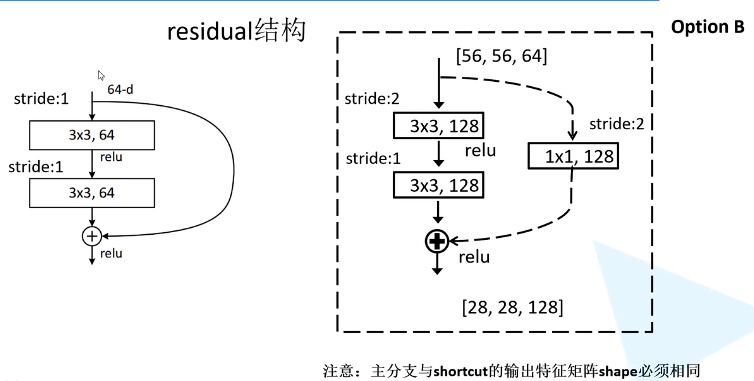 residual结构
Option B
64-d
stride:1
3x3, 64
relu
stride:1
3x3, 64
relu
[56, 56, 64]
stride:2
3x3, 128
relu
stride:1
3x3, 128
stride:2
1x1, 128
relu
[28, 28, 128]
注意：主分支与shortcut的输出特征矩阵shape必须相同